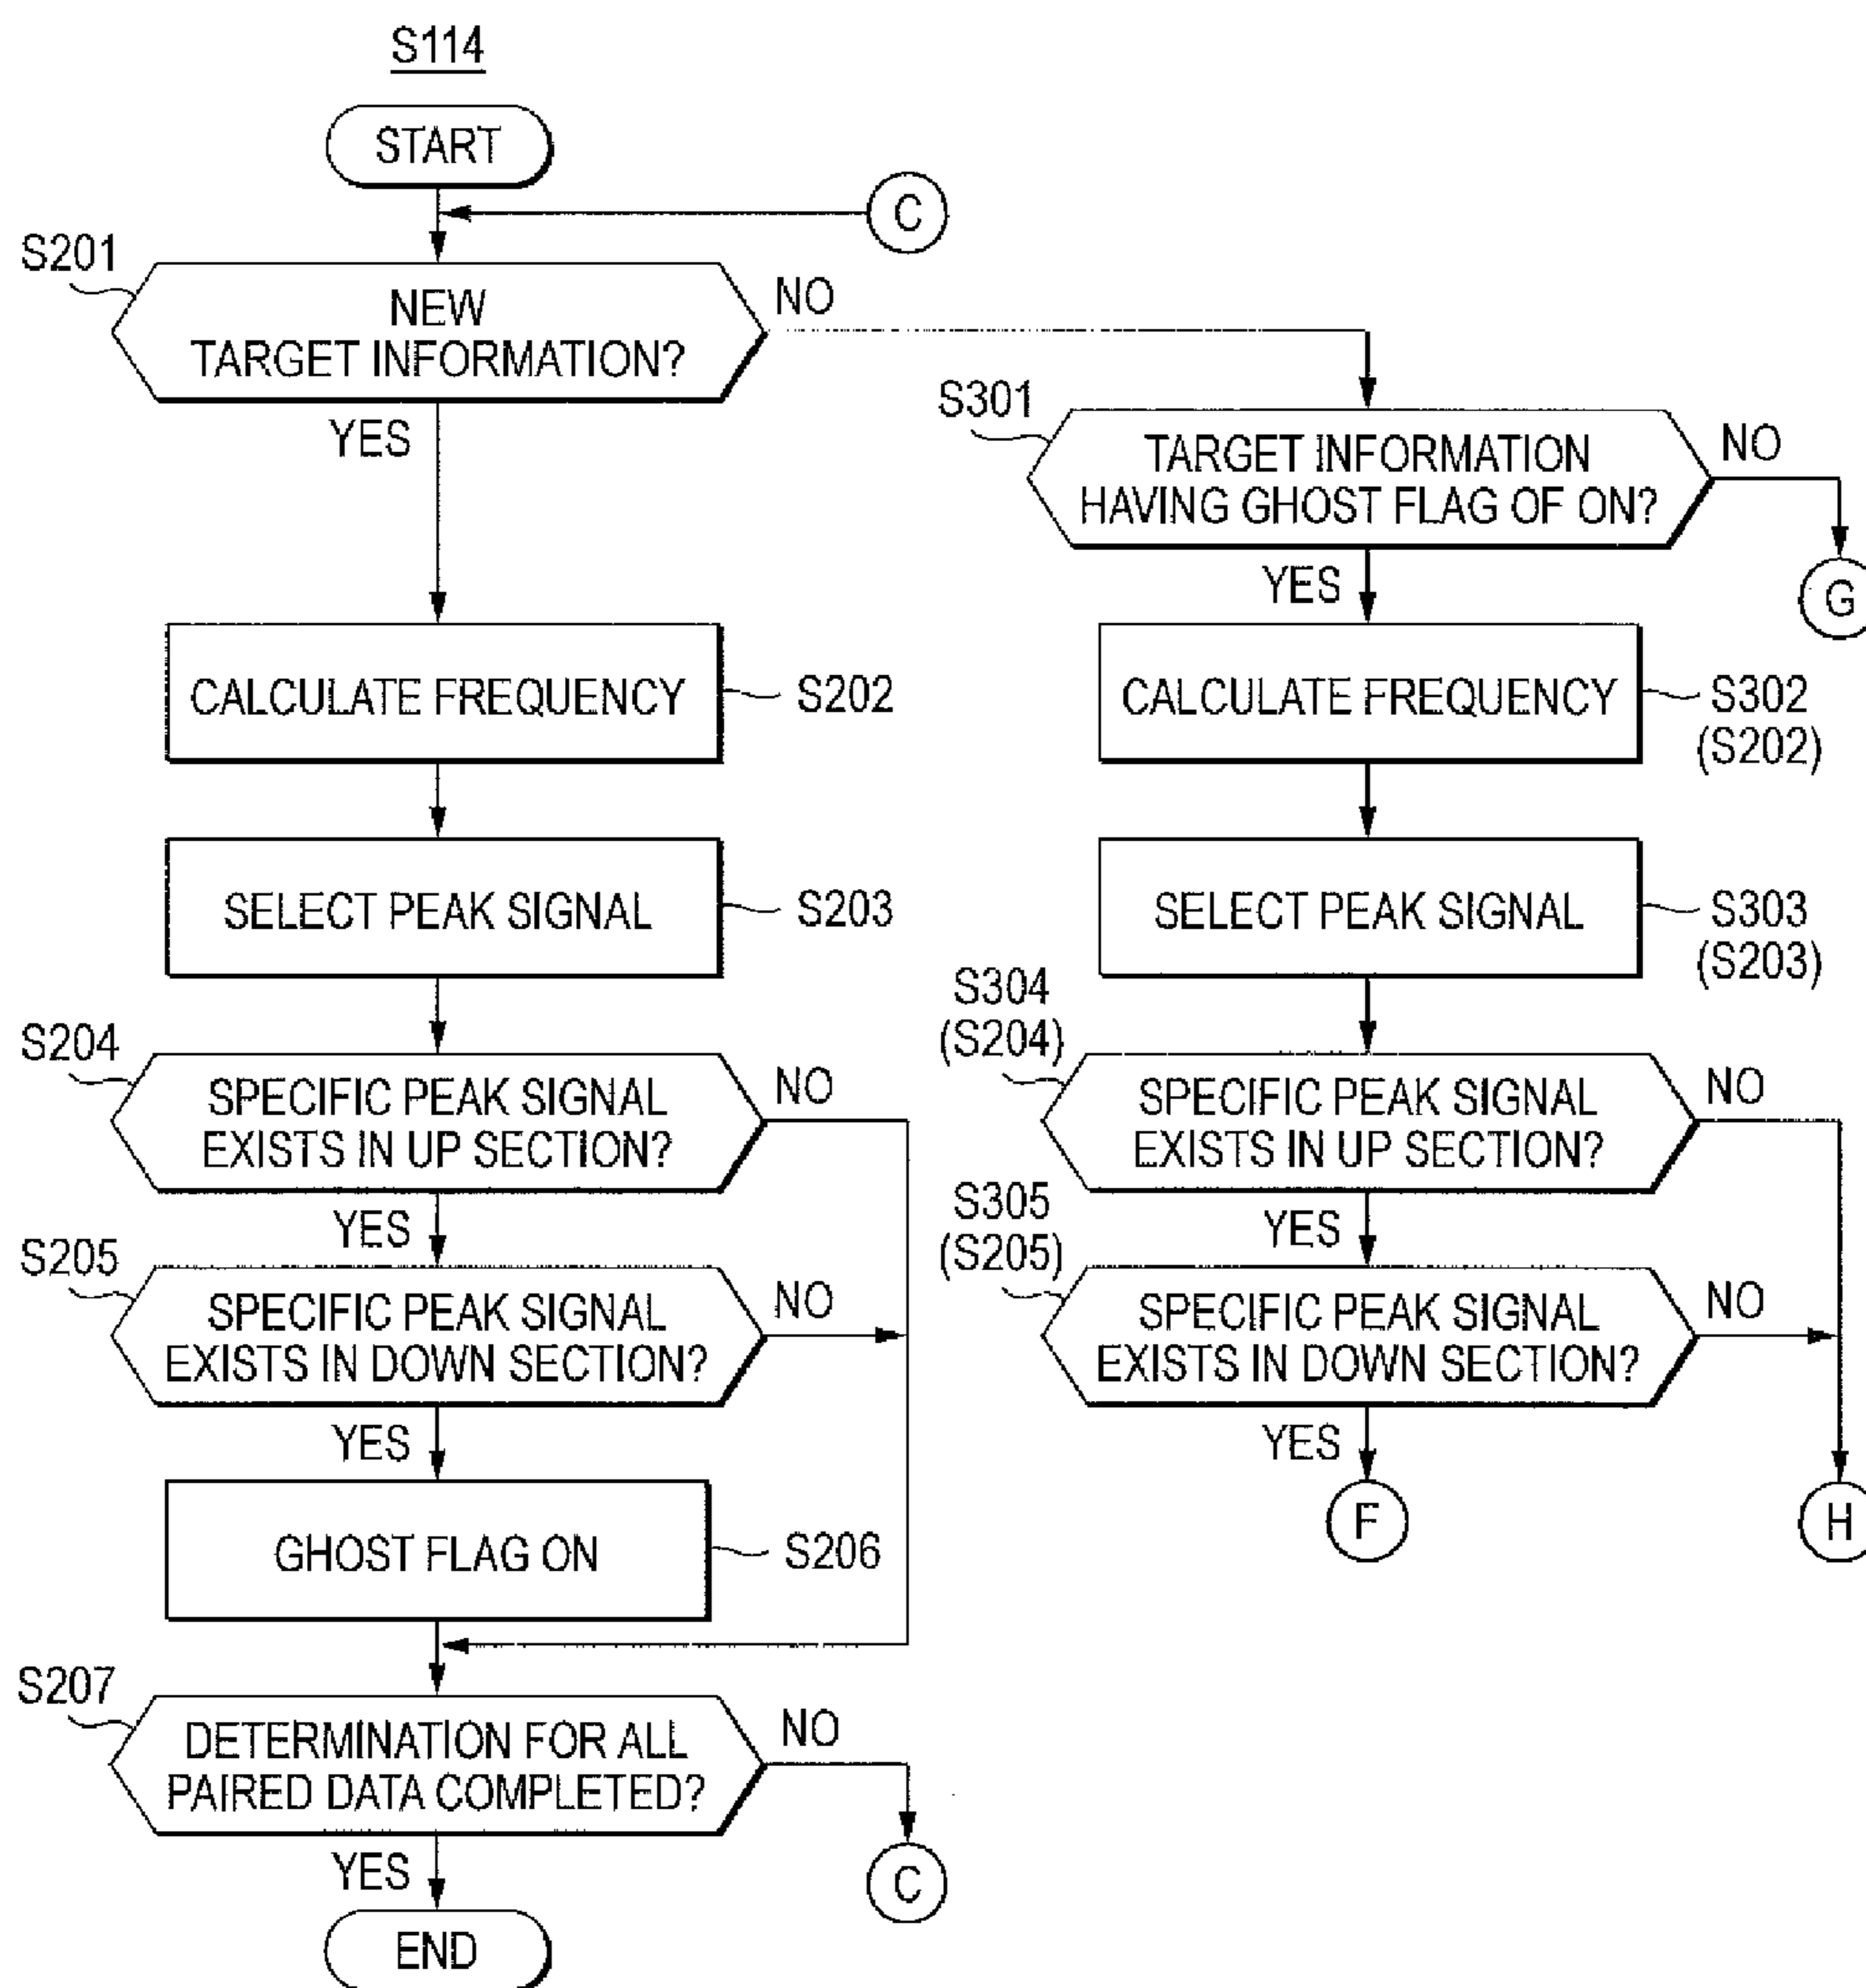 S114
START
C
S201
NEW
TARGET INFORMATION?
NO
YES
S301
TARGET INFORMATION
HAVING GHOST FLAG OF ON?
NO
YES
G
CALCULATE FREQUENCY
S202
CALCULATE FREQUENCY
S302
(S202)
SELECT PEAK SIGNAL
S203
SELECT PEAK SIGNAL
S303
(S203)
S204
SPECIFIC PEAK SIGNAL
EXISTS IN UP SECTION?
NO
YES
S304
(S204)
SPECIFIC PEAK SIGNAL
EXISTS IN UP SECTION?
NO
YES
S205
SPECIFIC PEAK SIGNAL
EXISTS IN DOWN SECTION?
NO
YES
S305
(S205)
SPECIFIC PEAK SIGNAL
EXISTS IN DOWN SECTION?
NO
YES
F
H
GHOST FLAG ON
S206
S207
DETERMINATION FOR ALL
PAIRED DATA COMPLETED?
NO
YES
C
END